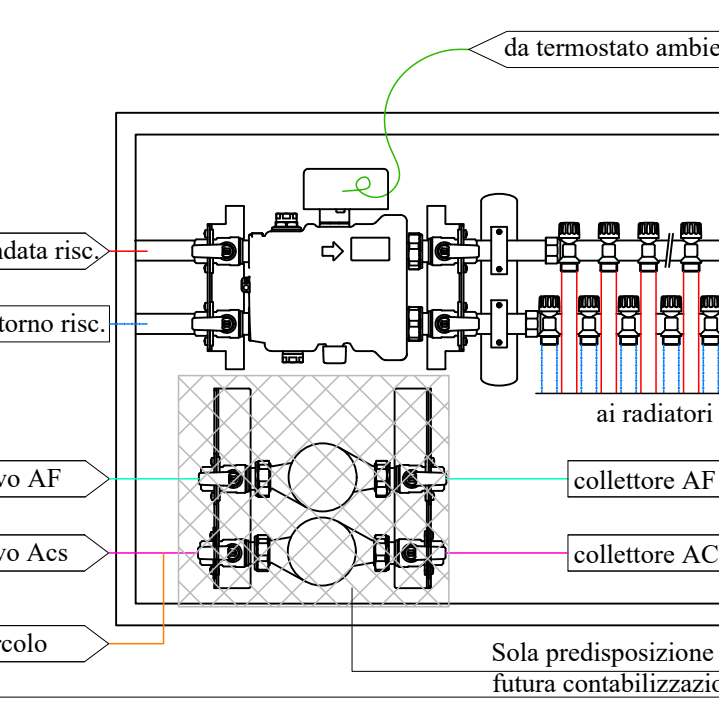 da termostato ambie
ndata risc.
torno risc.
ai radiatori
vo AF
collettore AF
vo Acs
collettore AC
rcolo
Sola predisposizione
futura contabilizzazio